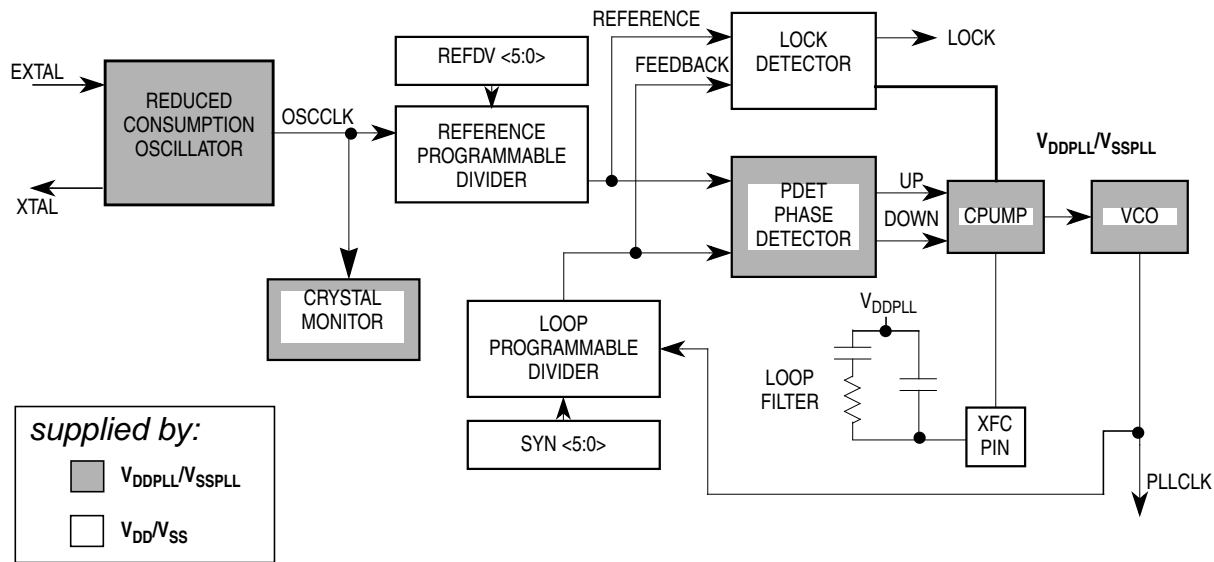 EXTAL
XTAL
REDUCED
CONSUMPTION
OSCILLATOR
OSCCLK
CRYSTAL
MONITOR
REFDV <5:0>
REFERENCE
PROGRAMMABLE
DIVIDER
REFERENCE
FEEDBACK
LOCK
DETECTOR
LOCK
PDET
PHASE
DETECTOR
UP
DOWN
CPUMP
VDDPLL/VSSPLL
VCO
LOOP
PROGRAMMABLE
DIVIDER
SYN <5:0>
VDDPLL
LOOP
FILTER
XFC
PIN
PLLCLK
supplied by:
VDDPLL/VSSPLL
VDD/VSS